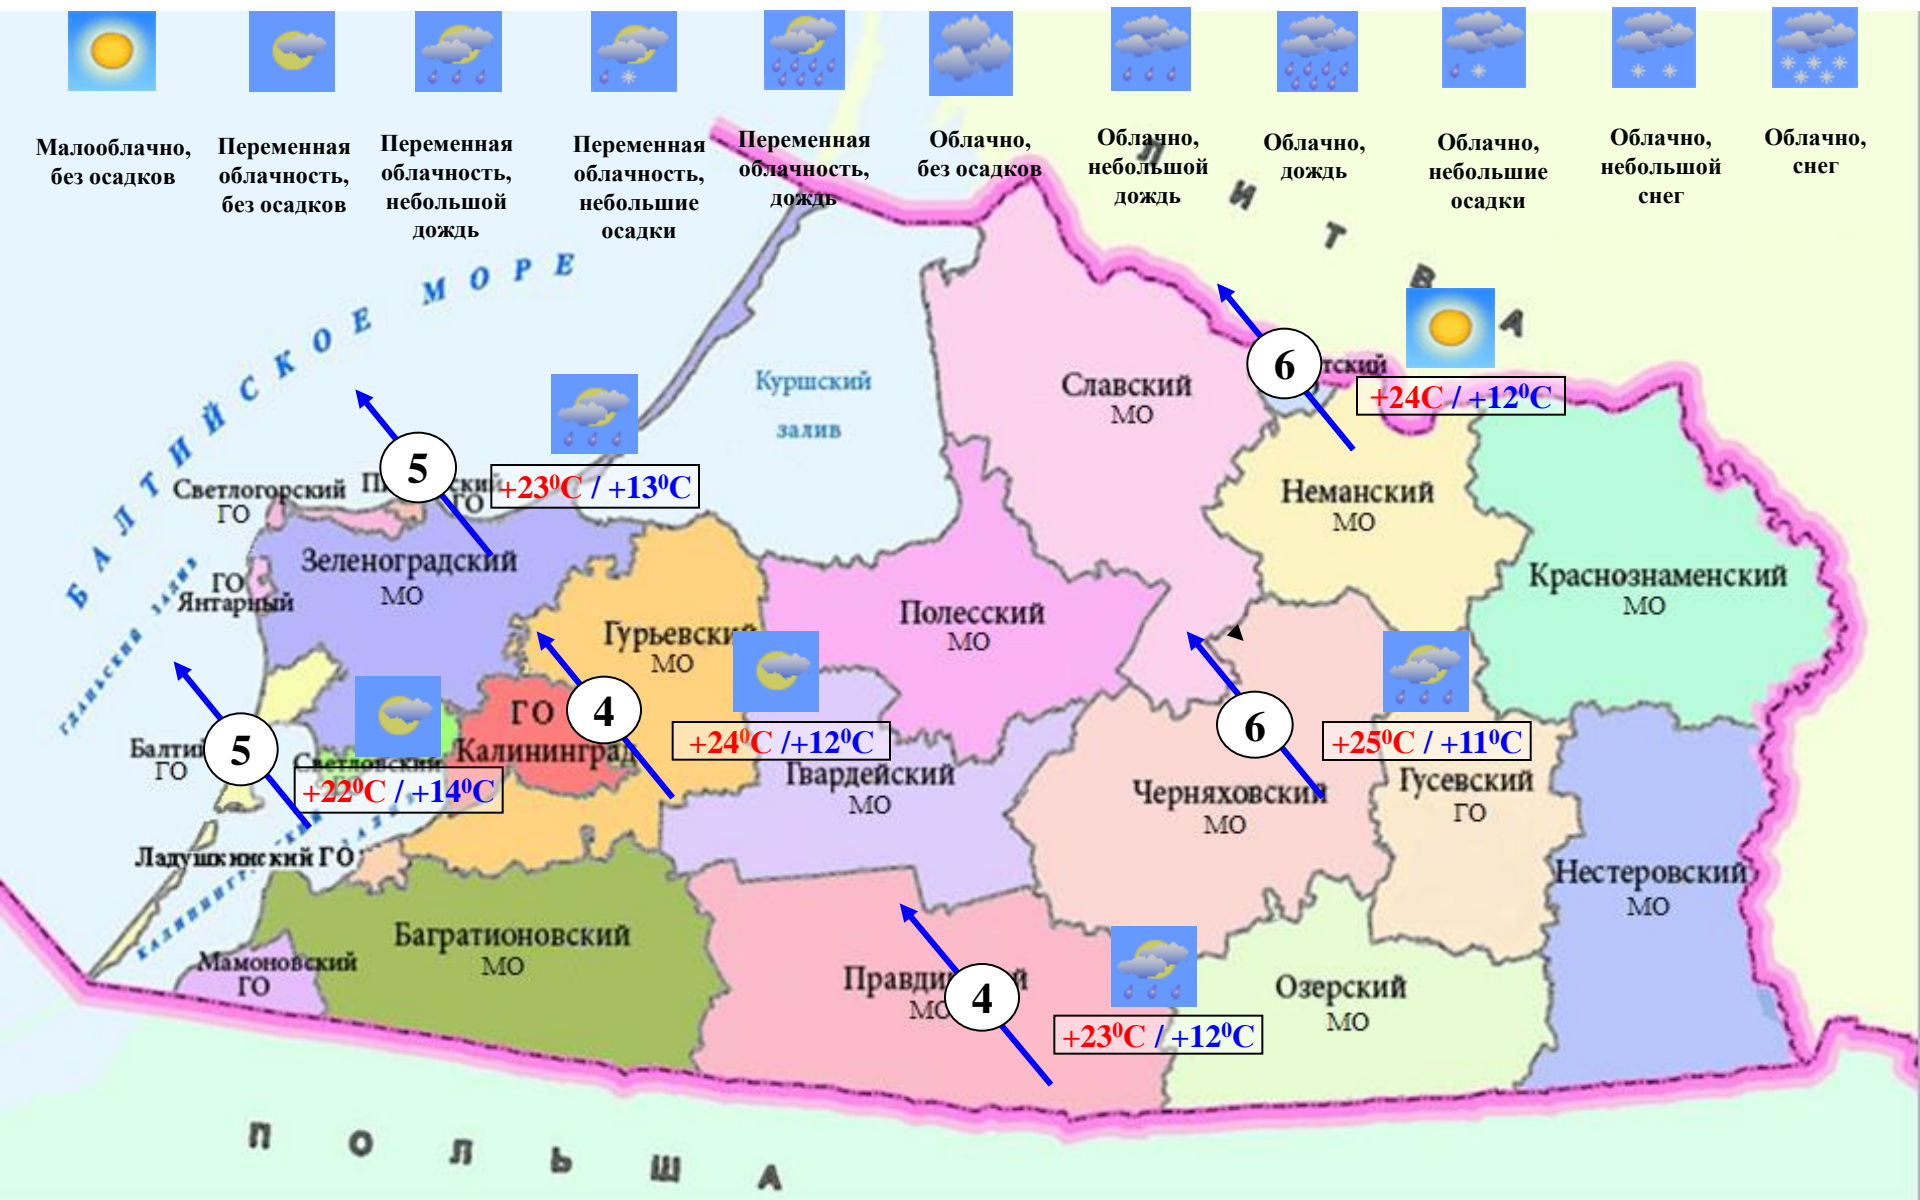 Малооблачно,
без осадков
Переменная
облачность,
без осадков
Переменная
облачность,
небольшой
дождь
Переменная
облачность,
небольшие
осадки
Переменная
облачность,
дождь
Облачно,
без осадков
Облачно,
небольшой
дождь
Облачно,
дождь
Облачно,
небольшие
осадки
Облачно,
небольшой
снег
Облачно,
снег
ЛИТВА
БАЛТИЙСКОЕ МОРЕ
Куршский
залив
Славский
МО
6
+24С / +12⁰С
5
+23⁰С / +13⁰С
Светлогорский
ГО
ГО
Неманский
МО
Зеленоградский
МО
ГО
Янтарный
Краснознаменский
МО
Полесский
МО
Гурьевский
МО
ГО
Калининград
4
+24⁰С /+12⁰С
5
ГО
Светловский
+22⁰С / +14⁰С
6
+25⁰С / +11⁰С
Гвардейский
МО
Черняховский
МО
Гусевский
ГО
Ладушкинский ГО
Нестеровский
МО
Багратионовский
МО
Мамоновский
ГО
МО
4
+23⁰С / +12⁰С
Озерский
МО
ПОЛЬША